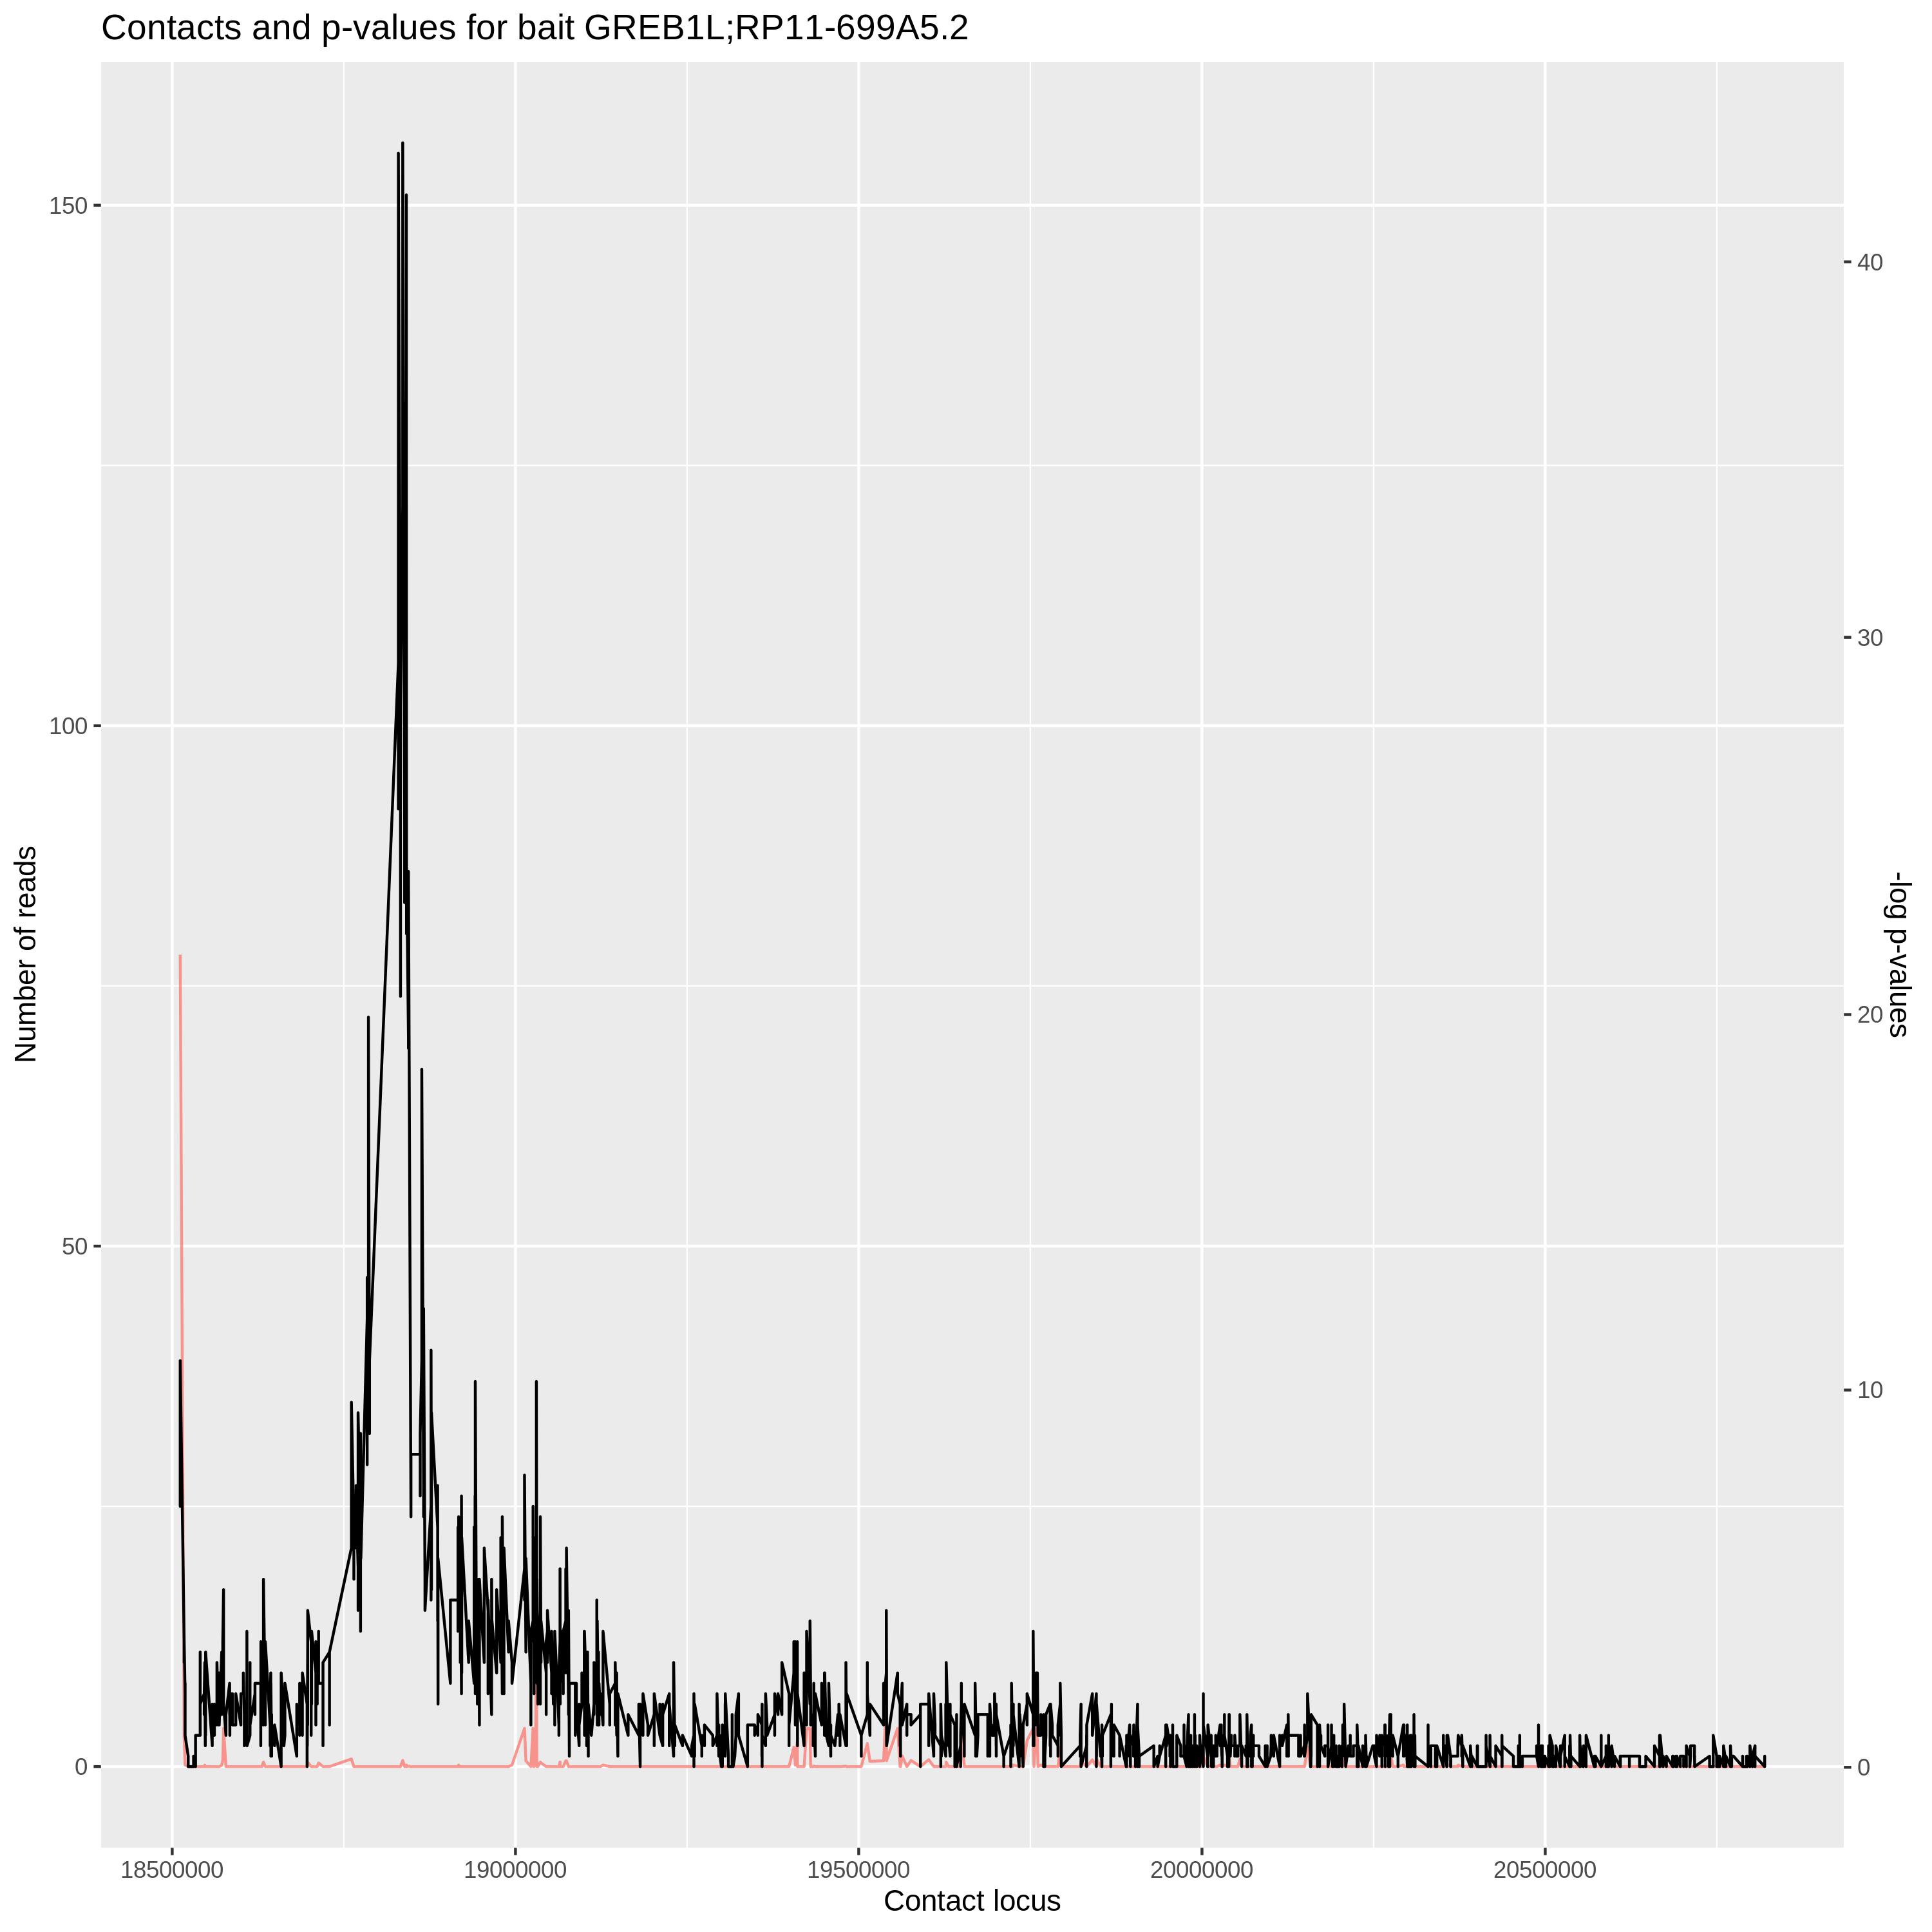 Contacts and p-values for bait GREB1L;RP11-699A5.2
150
100
50
0
Number of reads
40
30
20
10
0
-log p-values
18500000 19000000 19500000 20000000 20500000
Contact locus